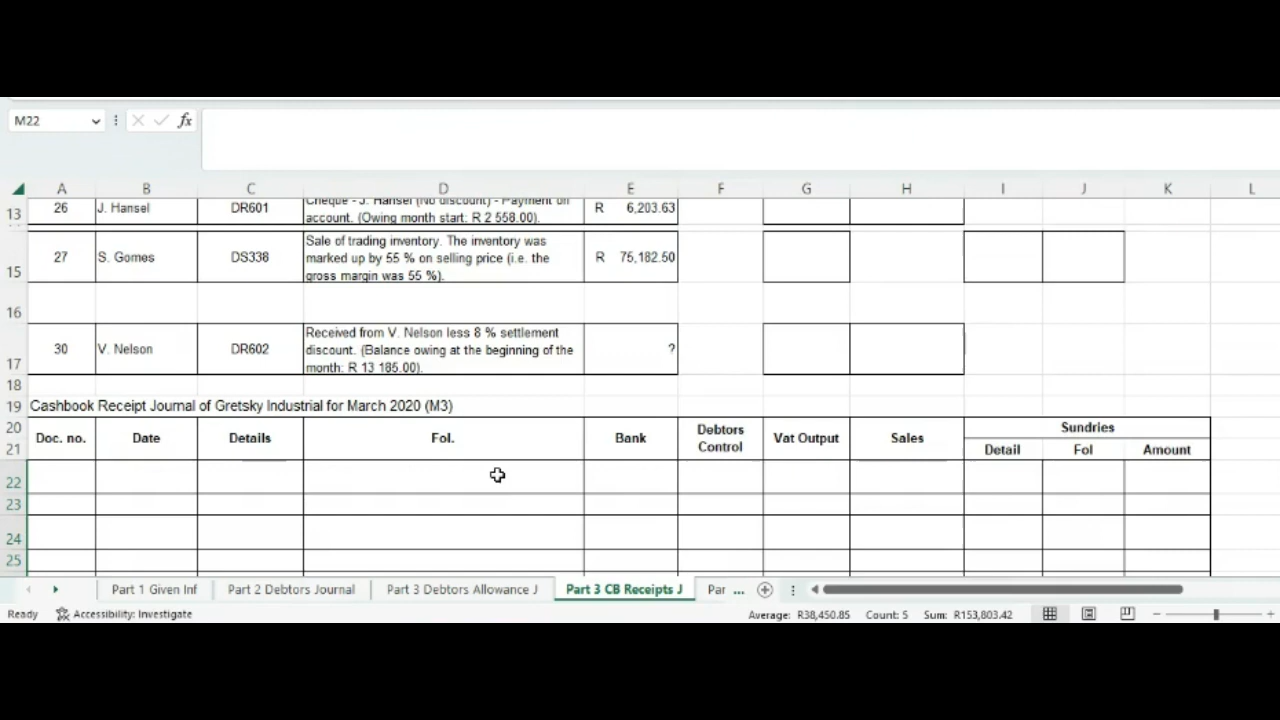 M22
fx
A B C D E F G H I J K L
13 26 J. Hansel DR601 Cheque - J. Hansel (No discount) - Payment on R 6,203.63
account. (Owing month start: R 2 558.00).
Sale of trading inventory. The inventory was
15 27 S. Gomes DS338 marked up by 55 % on selling price (i.e. the R 75,182.50
gross margin was 55 %).
16
Received from V. Nelson less 8 % settlement
17 30 V. Nelson DR602 discount. (Balance owing at the beginning of the ?
month: R 13 185.00).
18
19 Cashbook Receipt Journal of Gretsky Industrial for March 2020 (M3)
20 Doc. no. Date Details Fol. Bank Debtors Control Vat Output Sales Sundries
21 Detail Fol Amount
22
23
24
25
Part 1 Given Inf Part 2 Debtors Journal Part 3 Debtors Allowance J Part 3 CB Receipts J Par ...
Ready Accessibility: Investigate Average: R38,450.85 Count: 5 Sum: R153,803.42